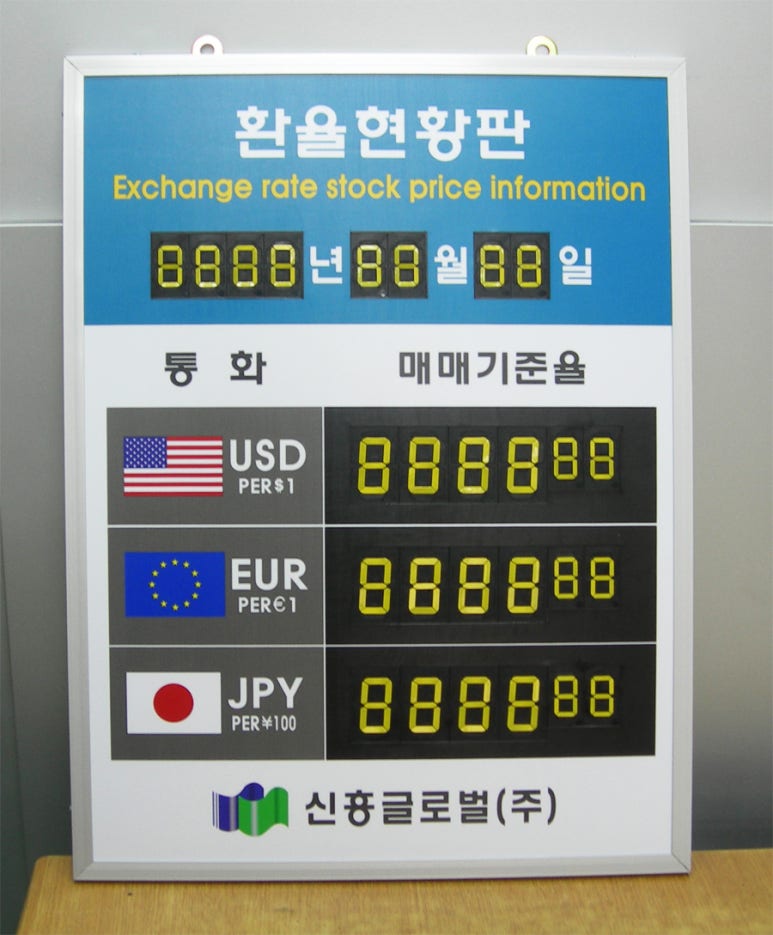 환율현황판
Exchange rate stock price information
8888년88월88일
통 화 매매기준율
USD 888888
PER$1
EUR 888888
PER€1
JPY 888888
PER¥100
신흥글로벌(주)